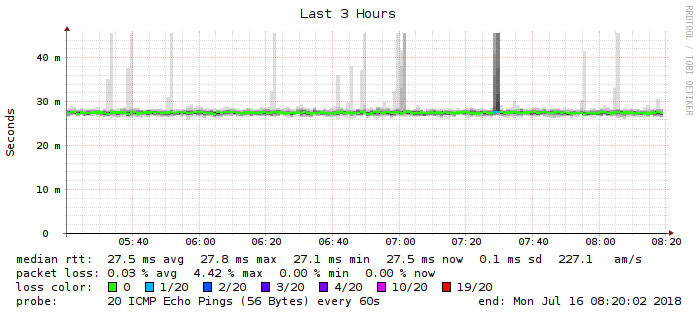 Last 3 Hours
RRDTOOL / TOBI OETIKER
Seconds
40 m
30 m
20 m
10 m
0
05:40 06:00 06:20 06:40 07:00 07:20 07:40 08:00 08:20
median rtt: 27.5 ms avg 27.8 ms max 27.1 ms min 27.5 ms now 0.1 ms sd 227.1 am/s
packet loss: 0.03 % avg 4.42 % max 0.00 % min 0.00 % now
loss color: 0 1/20 2/20 3/20 4/20 10/20 19/20
probe: 20 ICMP Echo Pings (56 Bytes) every 60s end: Mon Jul 16 08:20:02 2018